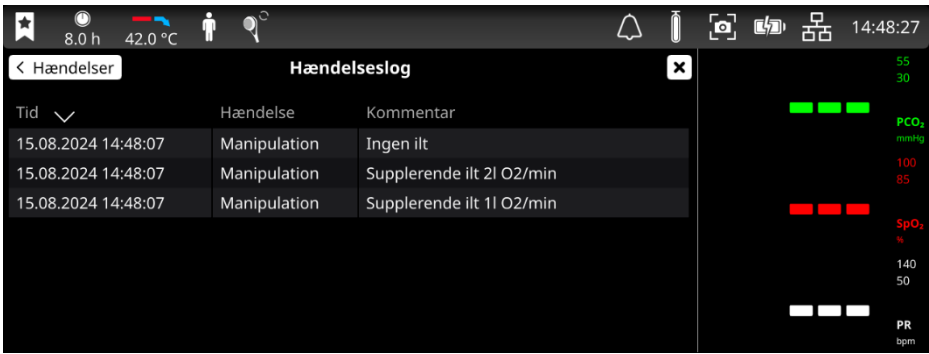 8.0 h 42.0 °C 14:48:27
< Hændelser Hændelseslog
Tid Hændelse Kommentar
15.08.2024 14:48:07 Manipulation Ingen ilt
15.08.2024 14:48:07 Manipulation Supplerende ilt 2l O2/min
15.08.2024 14:48:07 Manipulation Supplerende ilt 1l O2/min
55
30
PCO₂
mmHg
100
85
SpO₂
%
140
50
PR
bpm